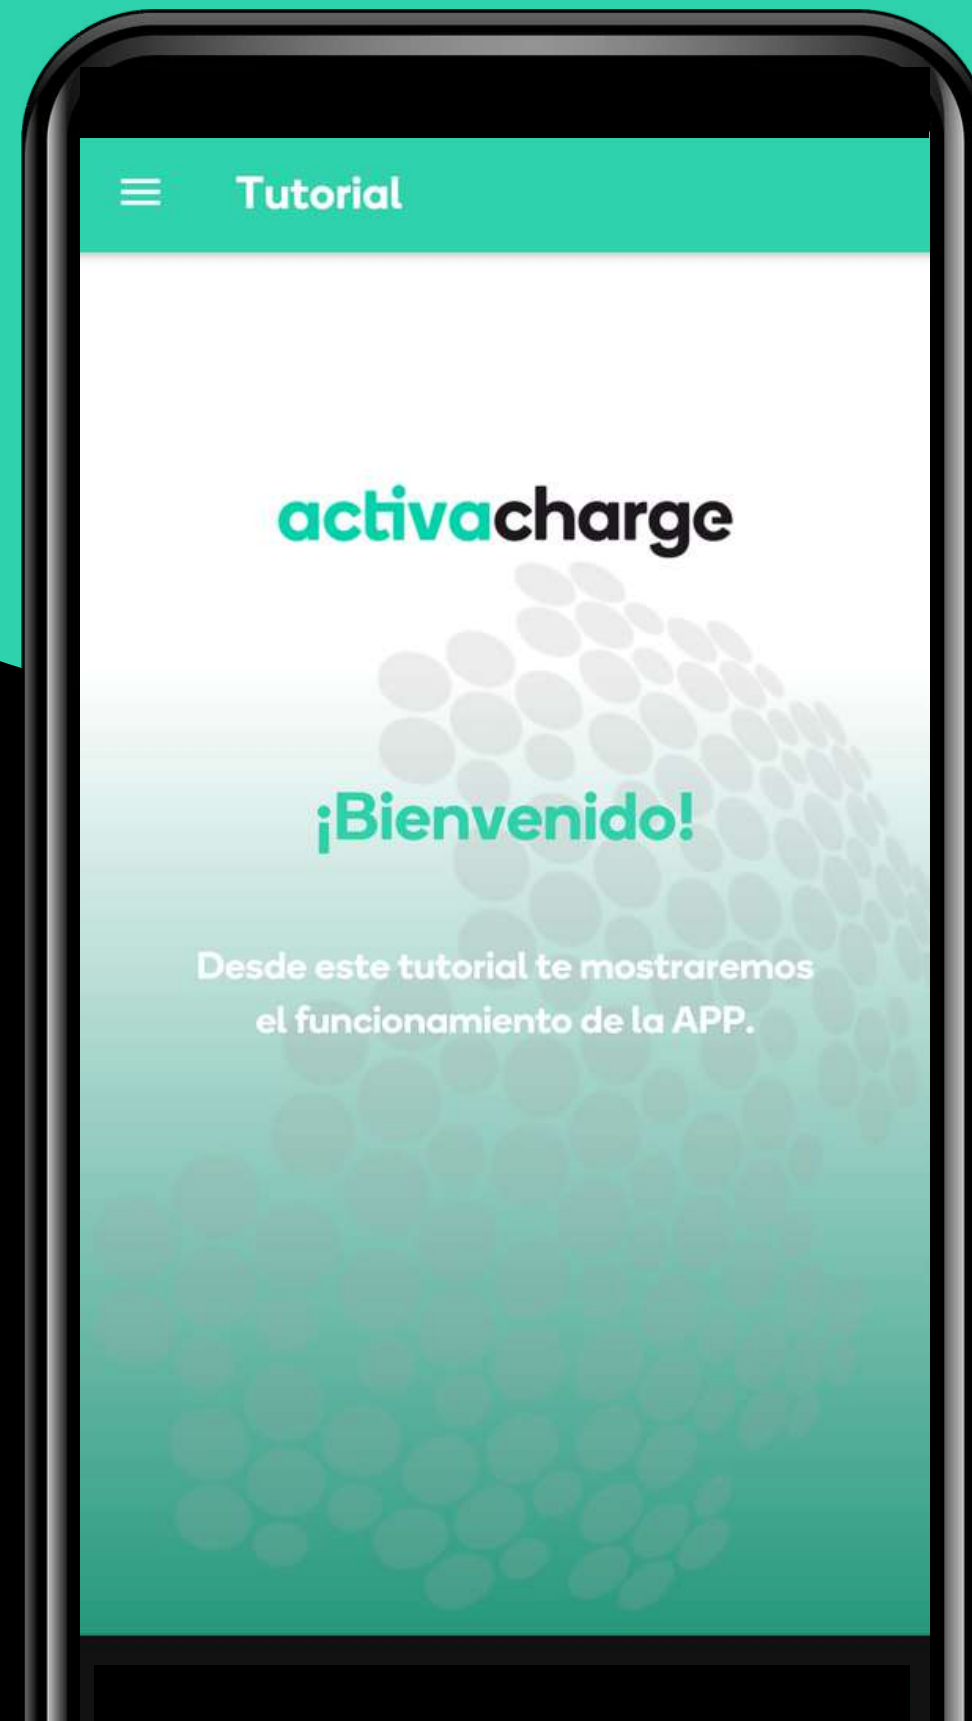 Tutorial
activacharge
¡Bienvenido!
Desde este tutorial te mostraremos
el funcionamiento de la APP.